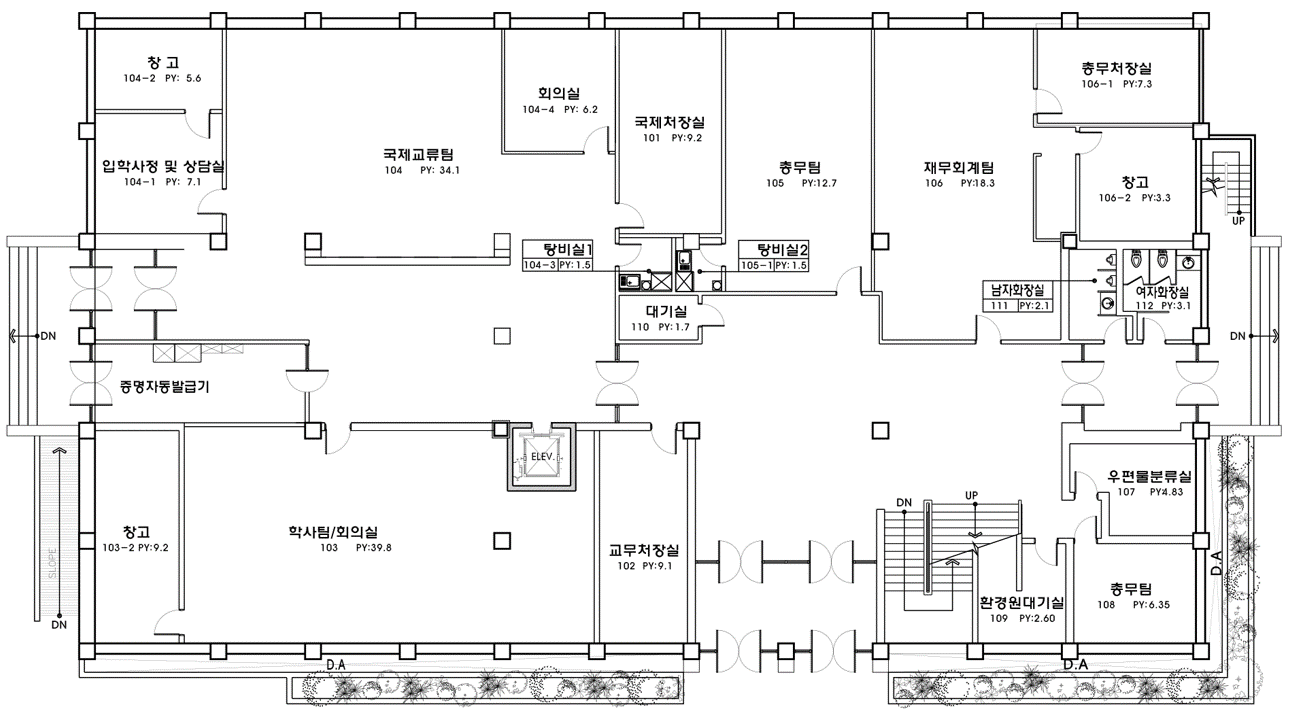 창 고
104-2 PY: 5.6
입학사정 및 상담실
104-1 PY: 7.1
국제교류팀
104 PY: 34.1
회의실
104-4 PY: 6.2
국제처장실
101 PY:9.2
총무팀
105 PY:12.7
재무회계팀
106 PY:18.3
총무처장실
106-1 PY:7.3
창고
106-2 PY:3.3
UP
탕비실1
104-3 PY: 1.5
탕비실2
105-1 PY: 1.5
대기실
110 PY: 1.7
남자화장실
111 PY:2.1
여자화장실
112 PY:3.1
DN
DN
증명자동발급기
ELEV.
창고
103-2 PY:9.2
학사팀/회의실
103 PY:39.8
교무처장실
102 PY:9.1
DN
UP
우편물분류실
107 PY:4.83
환경원대기실
109 PY:2.60
총무팀
108 PY:6.35
SLOPE
DN
D.A
D.A
D.A